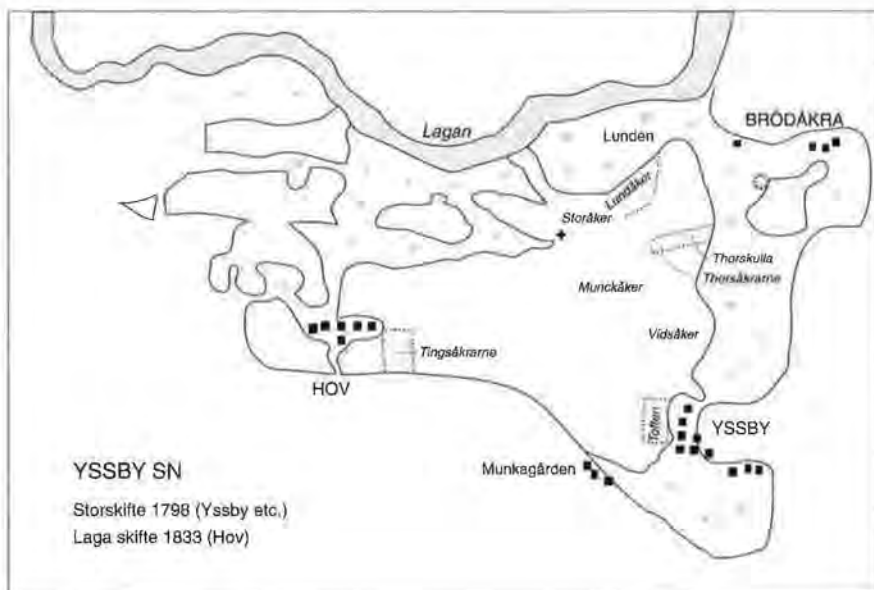 BRÖDÅKRA
Lagan
Lunden
Lundåker
Storåker
Thorskulla
Thorsåkrarne
Munckåker
Vidsåker
Tingsåkrarne
HOV
Toften
YSSBY
Munkagården
YSSBY SN
Storskifte 1798 (Yssby etc.)
Laga skifte 1833 (Hov)